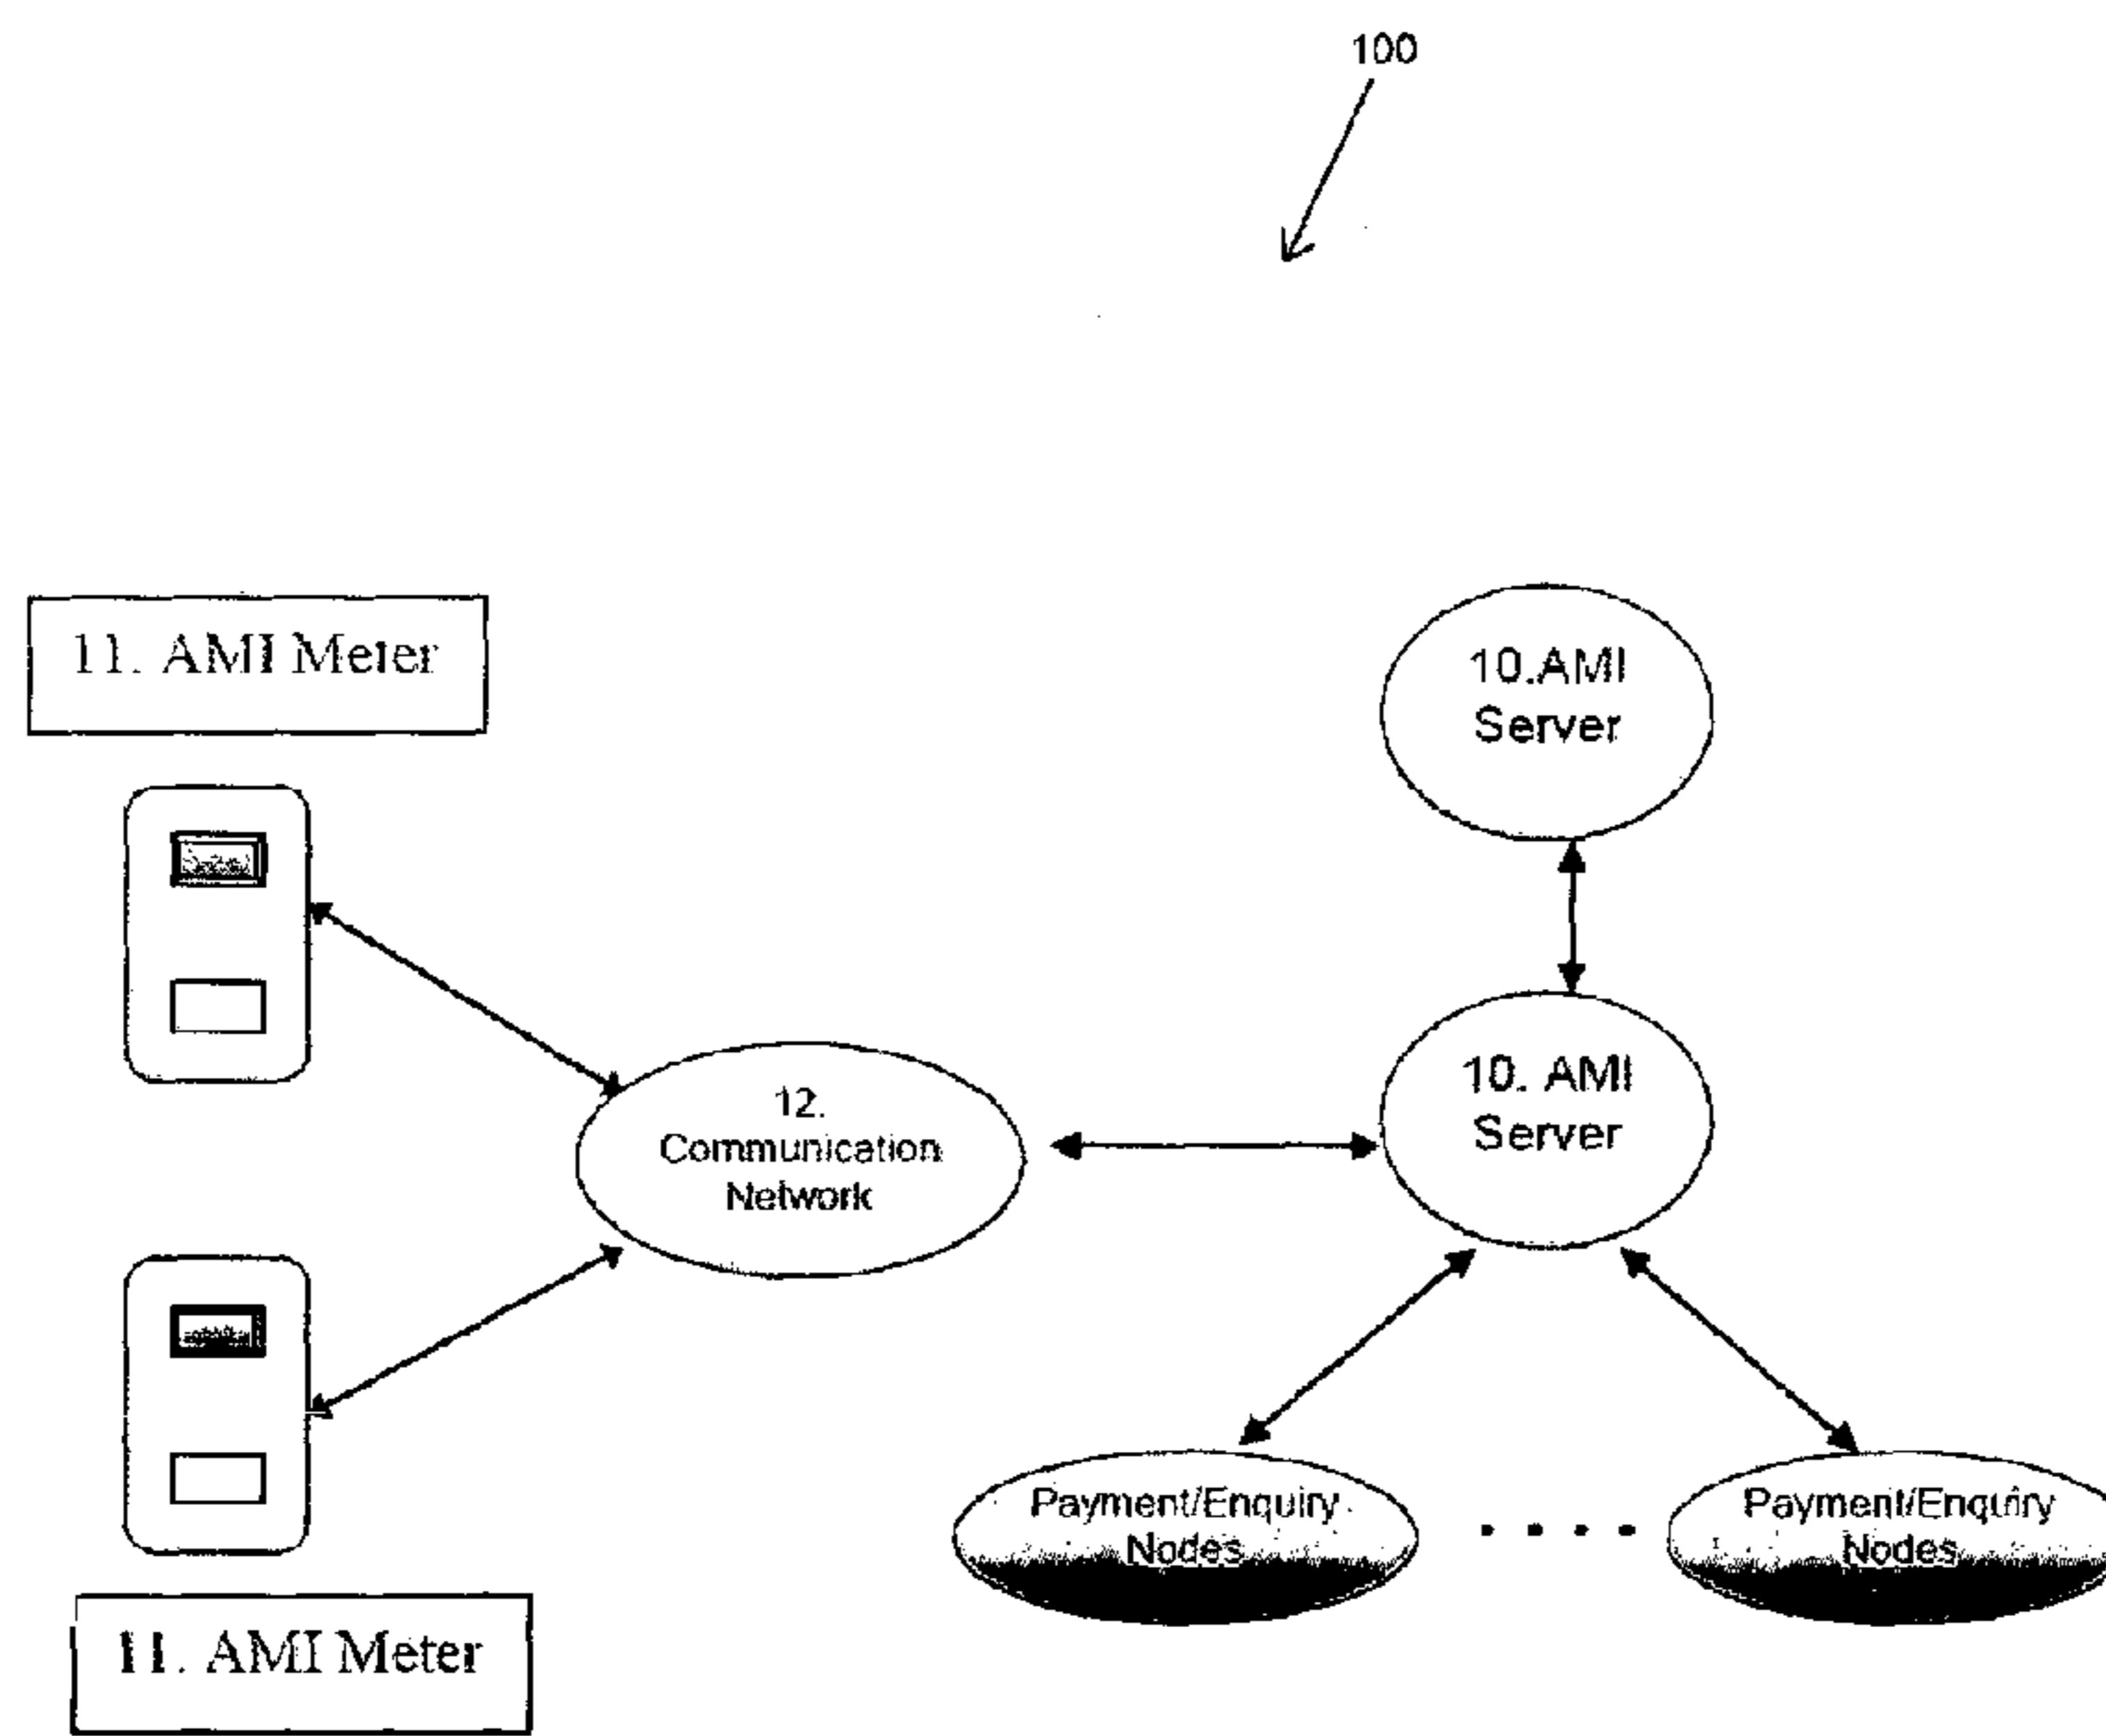 100
11. AMI Meter
10.AMI
Server
12.
Communication
Network
10. AMI
Server
Payment/Enquiry
Nodes
Payment/Enquiry
Nodes
11. AMI Meter